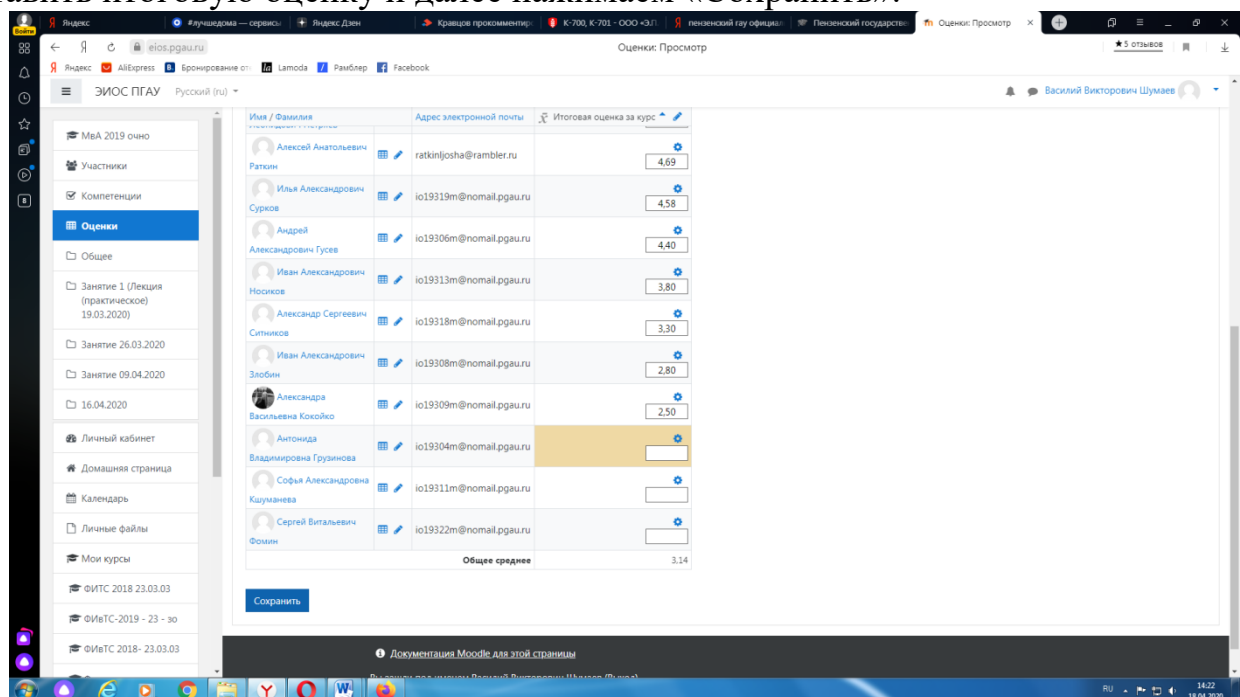 авить итоговую оценку и далее нажимаем «Сохранить».
Войти
Яндекс
#лучшедома — сервисы
Яндекс Дзен
Кравцов прокомментир
К-700, К-701 - ООО «ЭЛ
пензенский гау официал
Пензенский государстве
Оценки: Просмотр
eios.pgau.ru
Оценки: Просмотр
★5 отзывов
Яндекс
AliExpress
Бронирование от
Lamoda
Рамблер
Facebook
ЭИОС ПГАУ
Русский (ru)
Василий Викторович Шумаев
МвА 2019 очно
Участники
Компетенции
Оценки
Общее
Занятие 1 (Лекция
(практическое)
19.03.2020)
Занятие 26.03.2020
Занятие 09.04.2020
16.04.2020
Личный кабинет
Домашняя страница
Календарь
Личные файлы
Мои курсы
ФИТС 2018 23.03.03
ФИвТС-2019 - 23 - зо
ФИвТС 2018- 23.03.03
Имя / Фамилия
Адрес электронной почты
Итоговая оценка за курс
Алексей Анатольевич
Раткин
ratkinljosha@rambler.ru
4,69
Илья Александрович
Сурков
io19319m@nomail.pgau.ru
4,58
Андрей
Александрович Гусев
io19306m@nomail.pgau.ru
4,40
Иван Александрович
Носиков
io19313m@nomail.pgau.ru
3,80
Александр Сергеевич
Ситников
io19318m@nomail.pgau.ru
3,30
Иван Александрович
Злобин
io19308m@nomail.pgau.ru
2,80
Александра
Васильевна Кокойко
io19309m@nomail.pgau.ru
2,50
Антонида
Владимировна Грузинова
io19304m@nomail.pgau.ru
Софья Александровна
Кшуманева
io19311m@nomail.pgau.ru
Сергей Витальевич
Фомин
io19322m@nomail.pgau.ru
Общее среднее
3,14
Сохранить
Документация Moodle для этой страницы
RU
14:22
18.04.2020